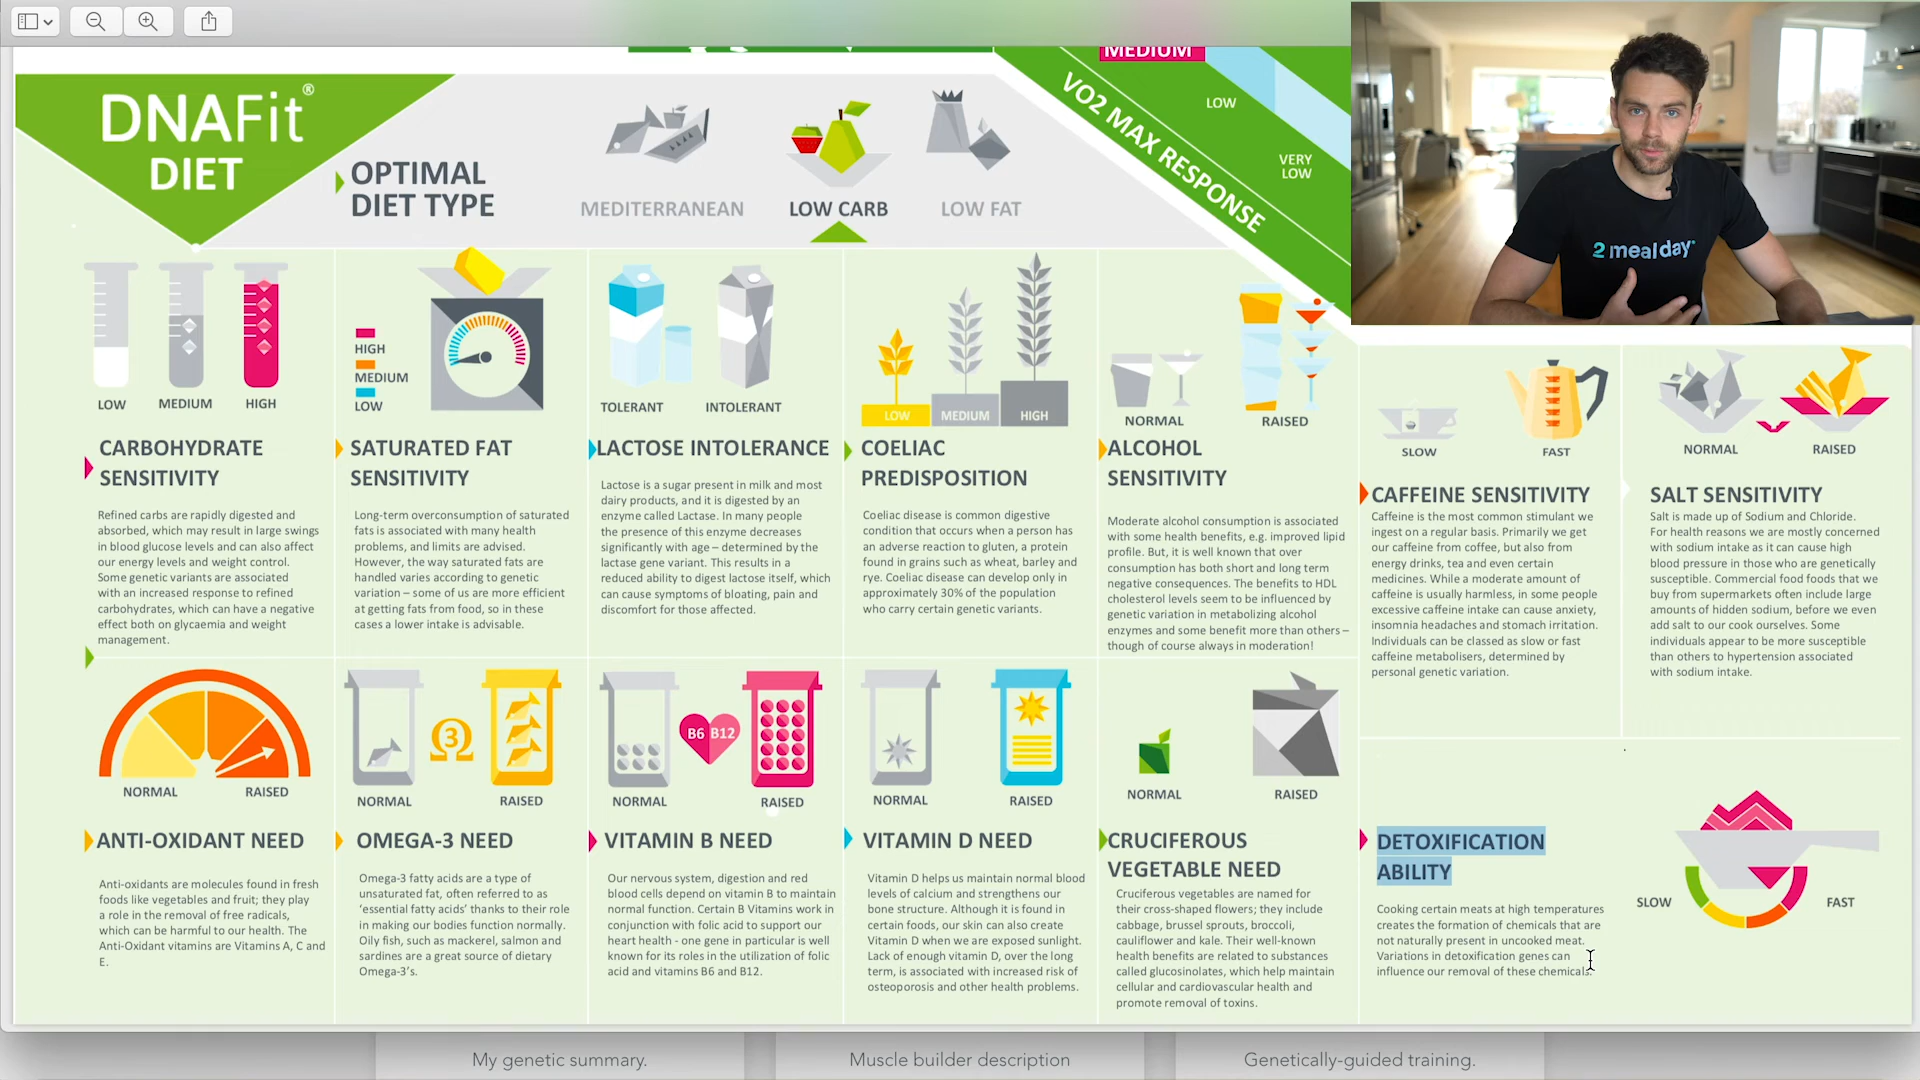 MEDIUM
LOW
VERY
LOW
VO2 MAX RESPONSE
2 meal day®
DNAFit®
DIET
OPTIMAL
DIET TYPE
MEDITERRANEAN
LOW CARB
LOW FAT
LOW
MEDIUM
HIGH
CARBOHYDRATE
SENSITIVITY
Refined carbs are rapidly digested and
absorbed, which may result in large swings
in blood glucose levels and can also affect
our energy levels and weight control.
Some genetic variants are associated
with an increased response to refined
carbohydrates, which can have a negative
effect both on glycaemia and weight
management.
HIGH
MEDIUM
LOW
SATURATED FAT
SENSITIVITY
Long-term overconsumption of saturated
fats is associated with many health
problems, and limits are advised.
However, the way saturated fats are
handled varies according to genetic
variation – some of us are more efficient
at getting fats from food, so in these
cases a lower intake is advisable.
TOLERANT
INTOLERANT
LACTOSE INTOLERANCE
Lactose is a sugar present in milk and most
dairy products, and it is digested by an
enzyme called Lactase. In many people
the presence of this enzyme decreases
significantly with age – determined by the
lactase gene variant. This results in a
reduced ability to digest lactose itself, which
can cause symptoms of bloating, pain and
discomfort for those affected.
LOW
MEDIUM
HIGH
COELIAC
PREDISPOSITION
Coeliac disease is common digestive
condition that occurs when a person has
an adverse reaction to gluten, a protein
found in grains such as wheat, barley and
rye. Coeliac disease can develop only in
approximately 30% of the population
who carry certain genetic variants.
NORMAL
RAISED
ALCOHOL
SENSITIVITY
Moderate alcohol consumption is associated
with some health benefits, e.g. improved lipid
profile. But, it is well known that over
consumption has both short and long term
negative consequences. The benefits to HDL
cholesterol levels seem to be influenced by
genetic variation in metabolizing alcohol
enzymes and some benefit more than others –
though of course always in moderation!
SLOW
FAST
CAFFEINE SENSITIVITY
Caffeine is the most common stimulant we
ingest on a regular basis. Primarily we get
our caffeine from coffee, but also from
energy drinks, tea and even certain
medicines. While a moderate amount of
caffeine is usually harmless, in some people
excessive caffeine intake can cause anxiety,
insomnia headaches and stomach irritation.
Individuals can be classed as slow or fast
caffeine metabolisers, determined by
personal genetic variation.
NORMAL
RAISED
SALT SENSITIVITY
Salt is made up of Sodium and Chloride.
For health reasons we are mostly concerned
with sodium intake as it can cause high
blood pressure in those who are genetically
susceptible. Commercial food foods that we
buy from supermarkets often include large
amounts of hidden sodium, before we even
add salt to our cook ourselves. Some
individuals appear to be more susceptible
than others to hypertension associated
with sodium intake.
NORMAL
RAISED
ANTI-OXIDANT NEED
Anti-oxidants are molecules found in fresh
foods like vegetables and fruit; they play
a role in the removal of free radicals,
which can be harmful to our health. The
Anti-Oxidant vitamins are Vitamins A, C and
E.
3
NORMAL
RAISED
OMEGA-3 NEED
Omega-3 fatty acids are a type of
unsaturated fat, often referred to as
‘essential fatty acids’ thanks to their role
in making our bodies function normally.
Oily fish, such as mackerel, salmon and
sardines are a great source of dietary
Omega-3’s.
B6 B12
NORMAL
RAISED
VITAMIN B NEED
Our nervous system, digestion and red
blood cells depend on vitamin B to maintain
normal function. Certain B Vitamins work in
conjunction with folic acid to support our
heart health - one gene in particular is well
known for its roles in the utilization of folic
acid and vitamins B6 and B12.
NORMAL
RAISED
VITAMIN D NEED
Vitamin D helps us maintain normal blood
levels of calcium and strengthens our
bone structure. Although it is found in
certain foods, our skin can also create
Vitamin D when we are exposed sunlight.
Lack of enough vitamin D, over the long
term, is associated with increased risk of
osteoporosis and other health problems.
NORMAL
RAISED
CRUCIFEROUS
VEGETABLE NEED
Cruciferous vegetables are named for
their cross-shaped flowers; they include
cabbage, brussel sprouts, broccoli,
cauliflower and kale. Their well-known
health benefits are related to substances
called glucosinolates, which help maintain
cellular and cardiovascular health and
promote removal of toxins.
DETOXIFICATION
ABILITY
Cooking certain meats at high temperatures
creates the formation of chemicals that are
not naturally present in uncooked meat.
Variations in detoxification genes can
influence our removal of these chemicals.
SLOW
FAST
My genetic summary.
Muscle builder description
Genetically-guided training.